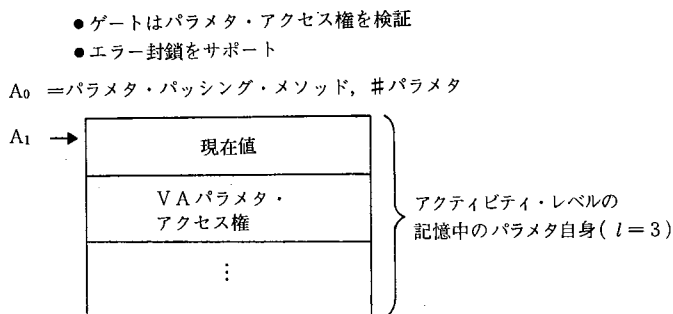 ●ゲートはパラメタ・アクセス権を検証
●エラー封鎖をサポート
A₀ ＝パラメタ・パッシング・メソッド，＃パラメタ
A₁
現在値
ＶＡパラメタ・
アクセス権
⋮
アクティビティ・レベルの
記憶中のパラメタ自身（ l＝3 ）